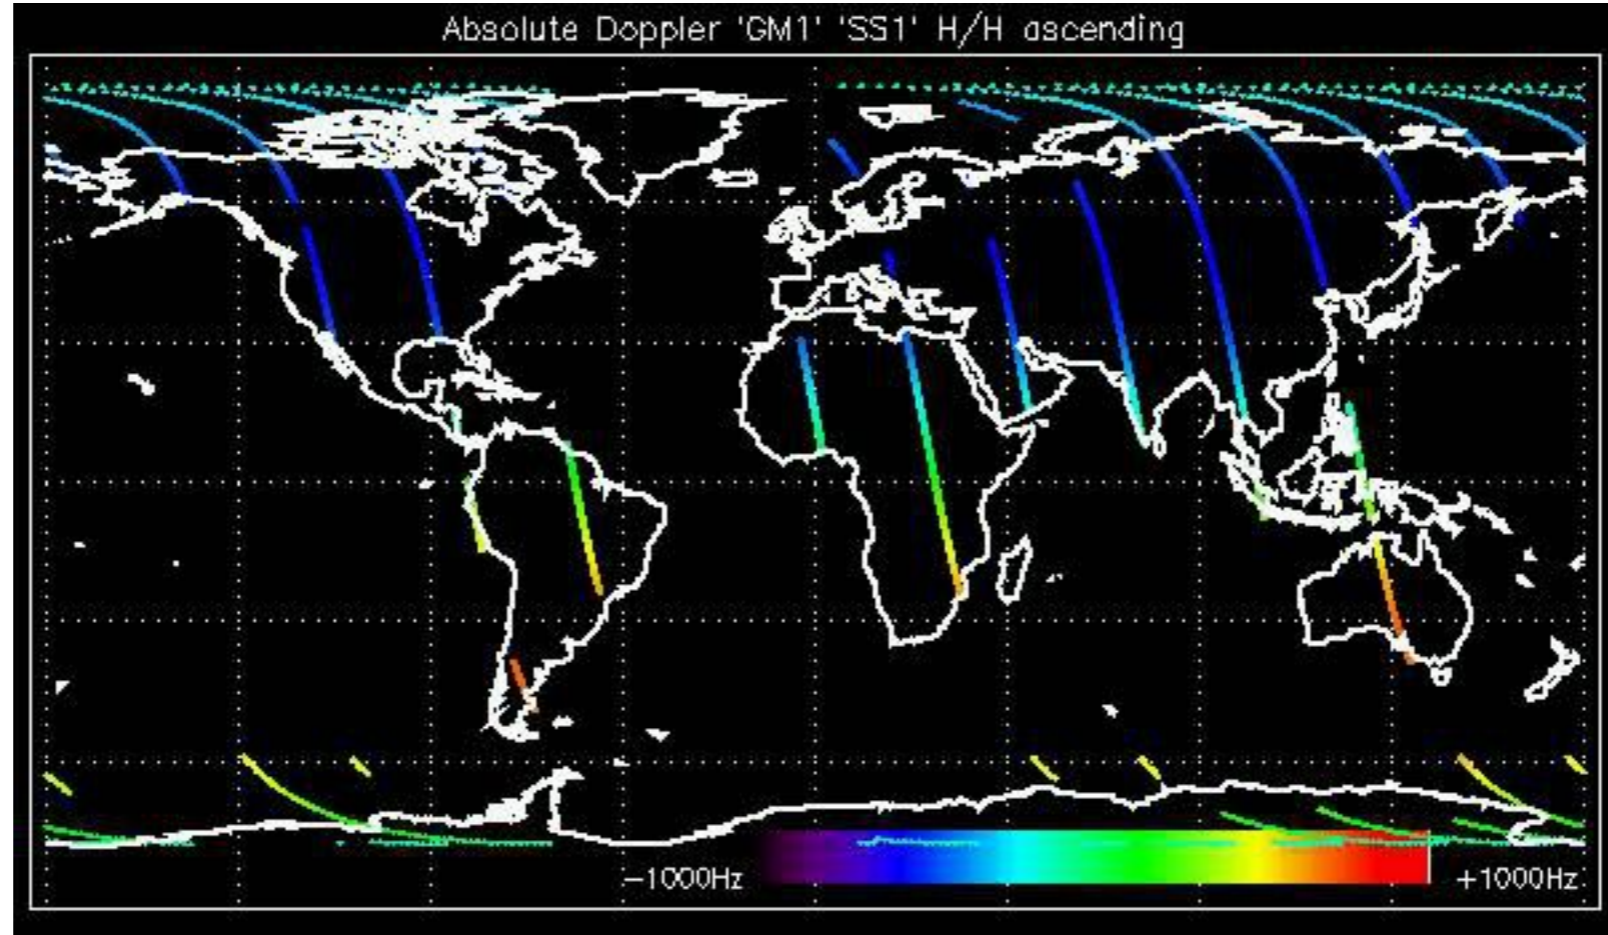 Absolute Doppler 'GM1' 'SS1' H/H ascending
-1000Hz +1000Hz